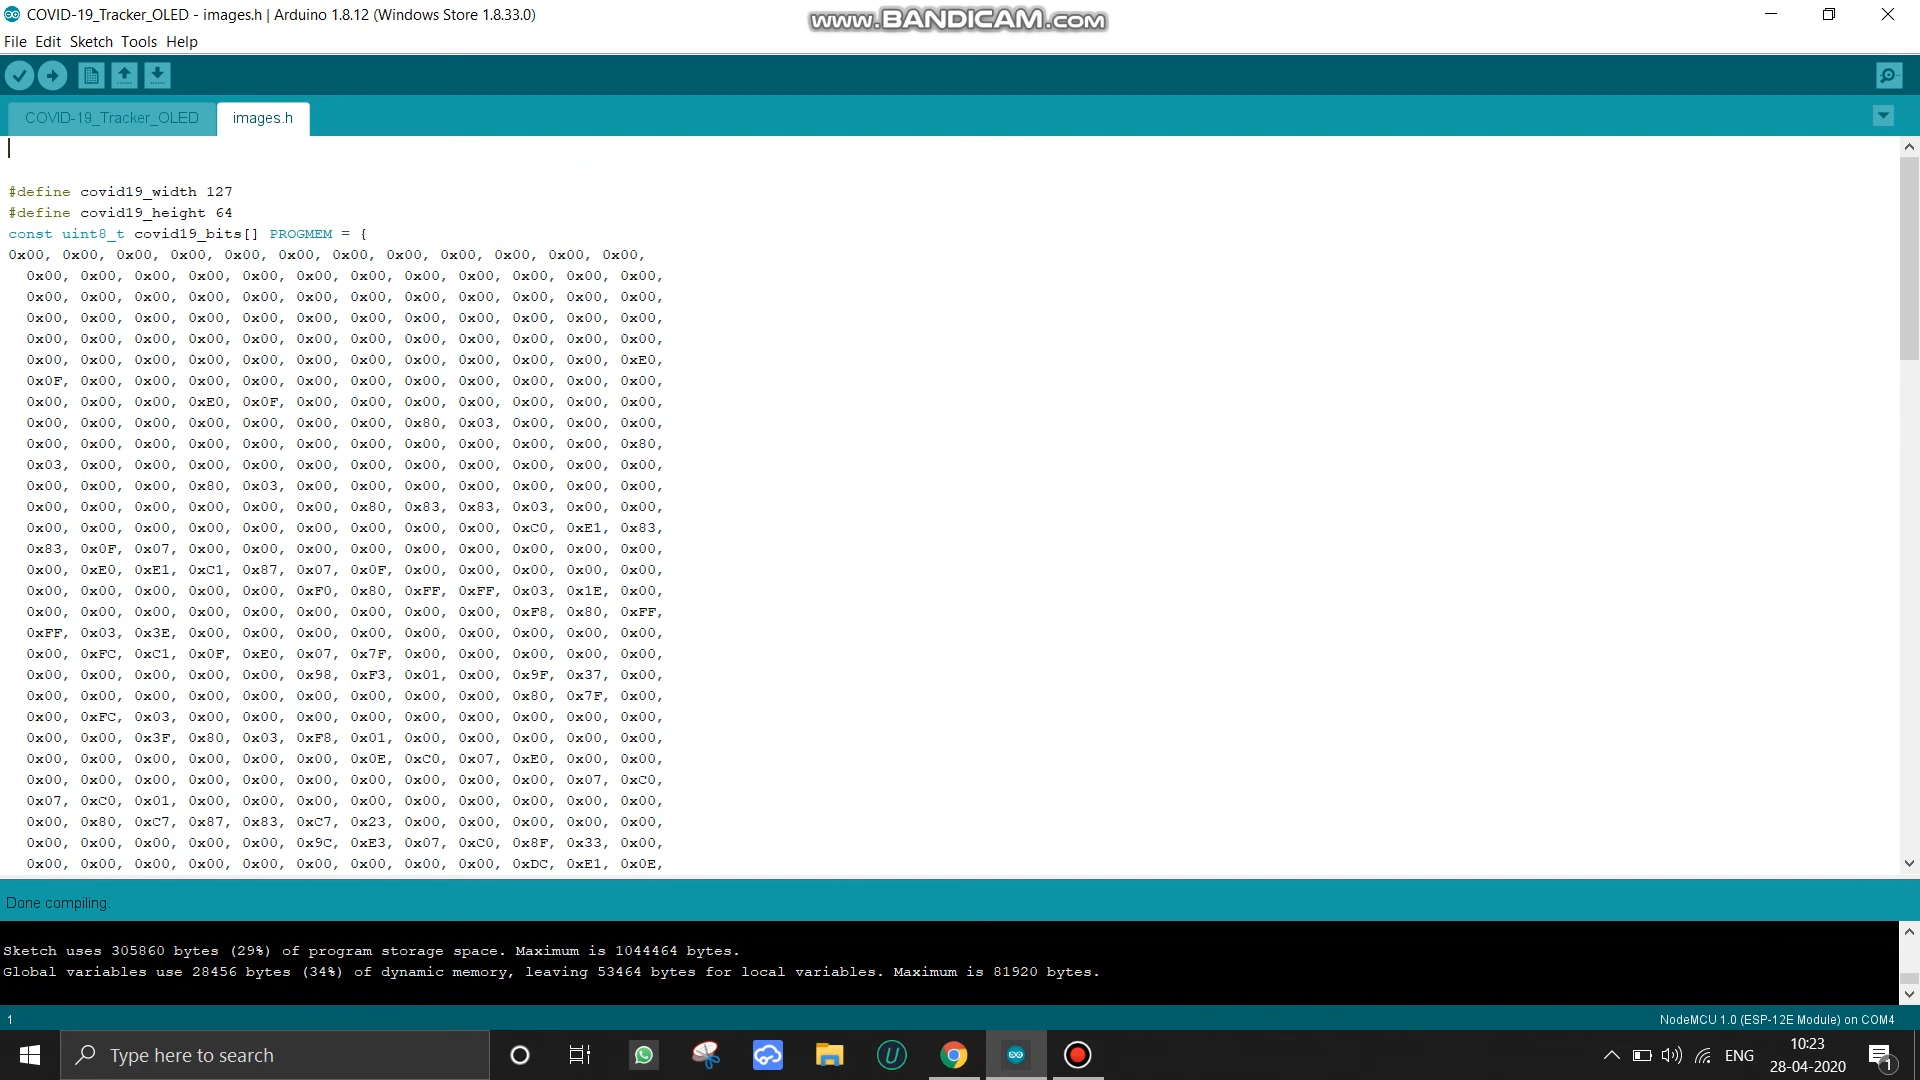 COVID-19_Tracker_OLED - images.h | Arduino 1.8.12 (Windows Store 1.8.33.0)
www.BANDICAM.com
File Edit Sketch Tools Help
COVID-19_Tracker_OLED images.h
#define covid19_width 127
#define covid19_height 64
const uint8_t covid19_bits[] PROGMEM = {
0x00, 0x00, 0x00, 0x00, 0x00, 0x00, 0x00, 0x00, 0x00, 0x00, 0x00, 0x00,
0x00, 0x00, 0x00, 0x00, 0x00, 0x00, 0x00, 0x00, 0x00, 0x00, 0x00, 0x00,
0x00, 0x00, 0x00, 0x00, 0x00, 0x00, 0x00, 0x00, 0x00, 0x00, 0x00, 0x00,
0x00, 0x00, 0x00, 0x00, 0x00, 0x00, 0x00, 0x00, 0x00, 0x00, 0x00, 0x00,
0x00, 0x00, 0x00, 0x00, 0x00, 0x00, 0x00, 0x00, 0x00, 0x00, 0x00, 0x00,
0x00, 0x00, 0x00, 0x00, 0x00, 0x00, 0x00, 0x00, 0x00, 0x00, 0x00, 0xE0,
0x0F, 0x00, 0x00, 0x00, 0x00, 0x00, 0x00, 0x00, 0x00, 0x00, 0x00, 0x00,
0x00, 0x00, 0x00, 0xE0, 0x0F, 0x00, 0x00, 0x00, 0x00, 0x00, 0x00, 0x00,
0x00, 0x00, 0x00, 0x00, 0x00, 0x00, 0x00, 0x80, 0x03, 0x00, 0x00, 0x00,
0x00, 0x00, 0x00, 0x00, 0x00, 0x00, 0x00, 0x00, 0x00, 0x00, 0x00, 0x80,
0x03, 0x00, 0x00, 0x00, 0x00, 0x00, 0x00, 0x00, 0x00, 0x00, 0x00, 0x00,
0x00, 0x00, 0x00, 0x80, 0x03, 0x00, 0x00, 0x00, 0x00, 0x00, 0x00, 0x00,
0x00, 0x00, 0x00, 0x00, 0x00, 0x00, 0x80, 0x83, 0x83, 0x03, 0x00, 0x00,
0x00, 0x00, 0x00, 0x00, 0x00, 0x00, 0x00, 0x00, 0x00, 0xC0, 0xE1, 0x83,
0x83, 0x0F, 0x07, 0x00, 0x00, 0x00, 0x00, 0x00, 0x00, 0x00, 0x00, 0x00,
0x00, 0xE0, 0xE1, 0xC1, 0x87, 0x07, 0x0F, 0x00, 0x00, 0x00, 0x00, 0x00,
0x00, 0x00, 0x00, 0x00, 0x00, 0xF0, 0x80, 0xFF, 0xFF, 0x03, 0x1E, 0x00,
0x00, 0x00, 0x00, 0x00, 0x00, 0x00, 0x00, 0x00, 0x00, 0xF8, 0x80, 0xFF,
0xFF, 0x03, 0x3E, 0x00, 0x00, 0x00, 0x00, 0x00, 0x00, 0x00, 0x00, 0x00,
0x00, 0xFC, 0xC1, 0x0F, 0xE0, 0x07, 0x7F, 0x00, 0x00, 0x00, 0x00, 0x00,
0x00, 0x00, 0x00, 0x00, 0x00, 0x98, 0xF3, 0x01, 0x00, 0x9F, 0x37, 0x00,
0x00, 0x00, 0x00, 0x00, 0x00, 0x00, 0x00, 0x00, 0x00, 0x80, 0x7F, 0x00,
0x00, 0xFC, 0x03, 0x00, 0x00, 0x00, 0x00, 0x00, 0x00, 0x00, 0x00, 0x00,
0x00, 0x00, 0x3F, 0x80, 0x03, 0xF8, 0x01, 0x00, 0x00, 0x00, 0x00, 0x00,
0x00, 0x00, 0x00, 0x00, 0x00, 0x00, 0x0E, 0xC0, 0x07, 0xE0, 0x00, 0x00,
0x00, 0x00, 0x00, 0x00, 0x00, 0x00, 0x00, 0x00, 0x00, 0x00, 0x07, 0xC0,
0x07, 0xC0, 0x01, 0x00, 0x00, 0x00, 0x00, 0x00, 0x00, 0x00, 0x00, 0x00,
0x00, 0x80, 0xC7, 0x87, 0x83, 0xC7, 0x23, 0x00, 0x00, 0x00, 0x00, 0x00,
0x00, 0x00, 0x00, 0x00, 0x00, 0x9C, 0xE3, 0x07, 0xC0, 0x8F, 0x33, 0x00,
0x00, 0x00, 0x00, 0x00, 0x00, 0x00, 0x00, 0x00, 0x00, 0xDC, 0xE1, 0x0E,
Done compiling.
Sketch uses 305860 bytes (29%) of program storage space. Maximum is 1044464 bytes.
Global variables use 28456 bytes (34%) of dynamic memory, leaving 53464 bytes for local variables. Maximum is 81920 bytes.
1 NodeMCU 1.0 (ESP-12E Module) on COM4
Type here to search ENG 10:23
28-04-2020 1